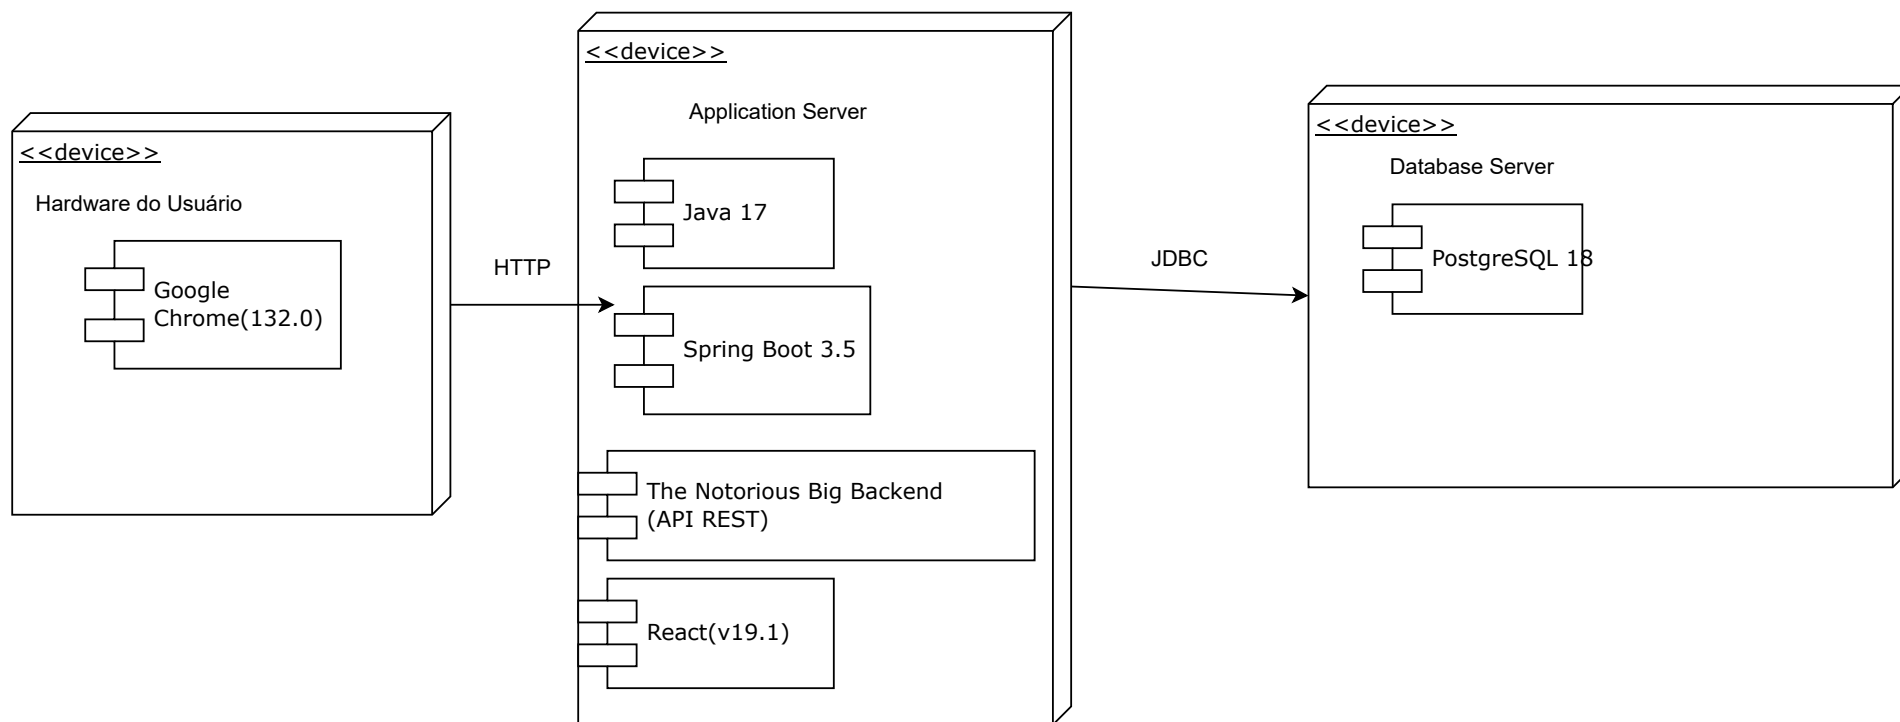 <<device>>
Hardware do Usuário
Google
Chrome(132.0)
HTTP
<<device>>
Application Server
Java 17
Spring Boot 3.5
The Notorious Big Backend
(API REST)
React(v19.1)
JDBC
<<device>>
Database Server
PostgreSQL 18